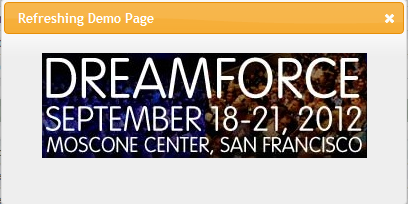 Refreshing Demo Page
DREAMFORCE
SEPTEMBER 18-21, 2012
MOSCONE CENTER, SAN FRANCISCO